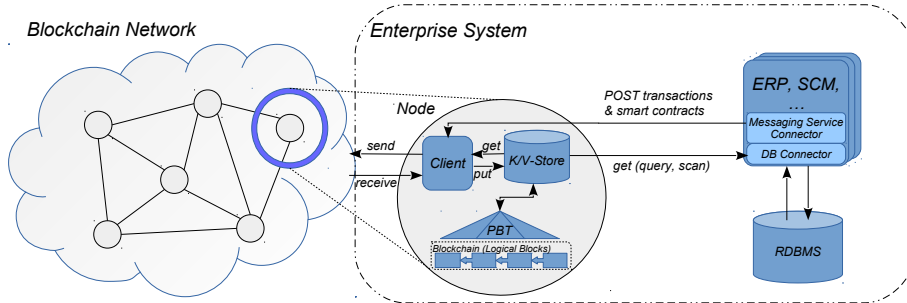 Blockchain Network
Enterprise System
Node
POST transactions
& smart contracts
ERP, SCM,
...
Messaging Service
Connector
DB Connector
send
receive
Client
get
put
K/V-Store
get (query, scan)
PBT
Blockchain (Logical Blocks)
RDBMS